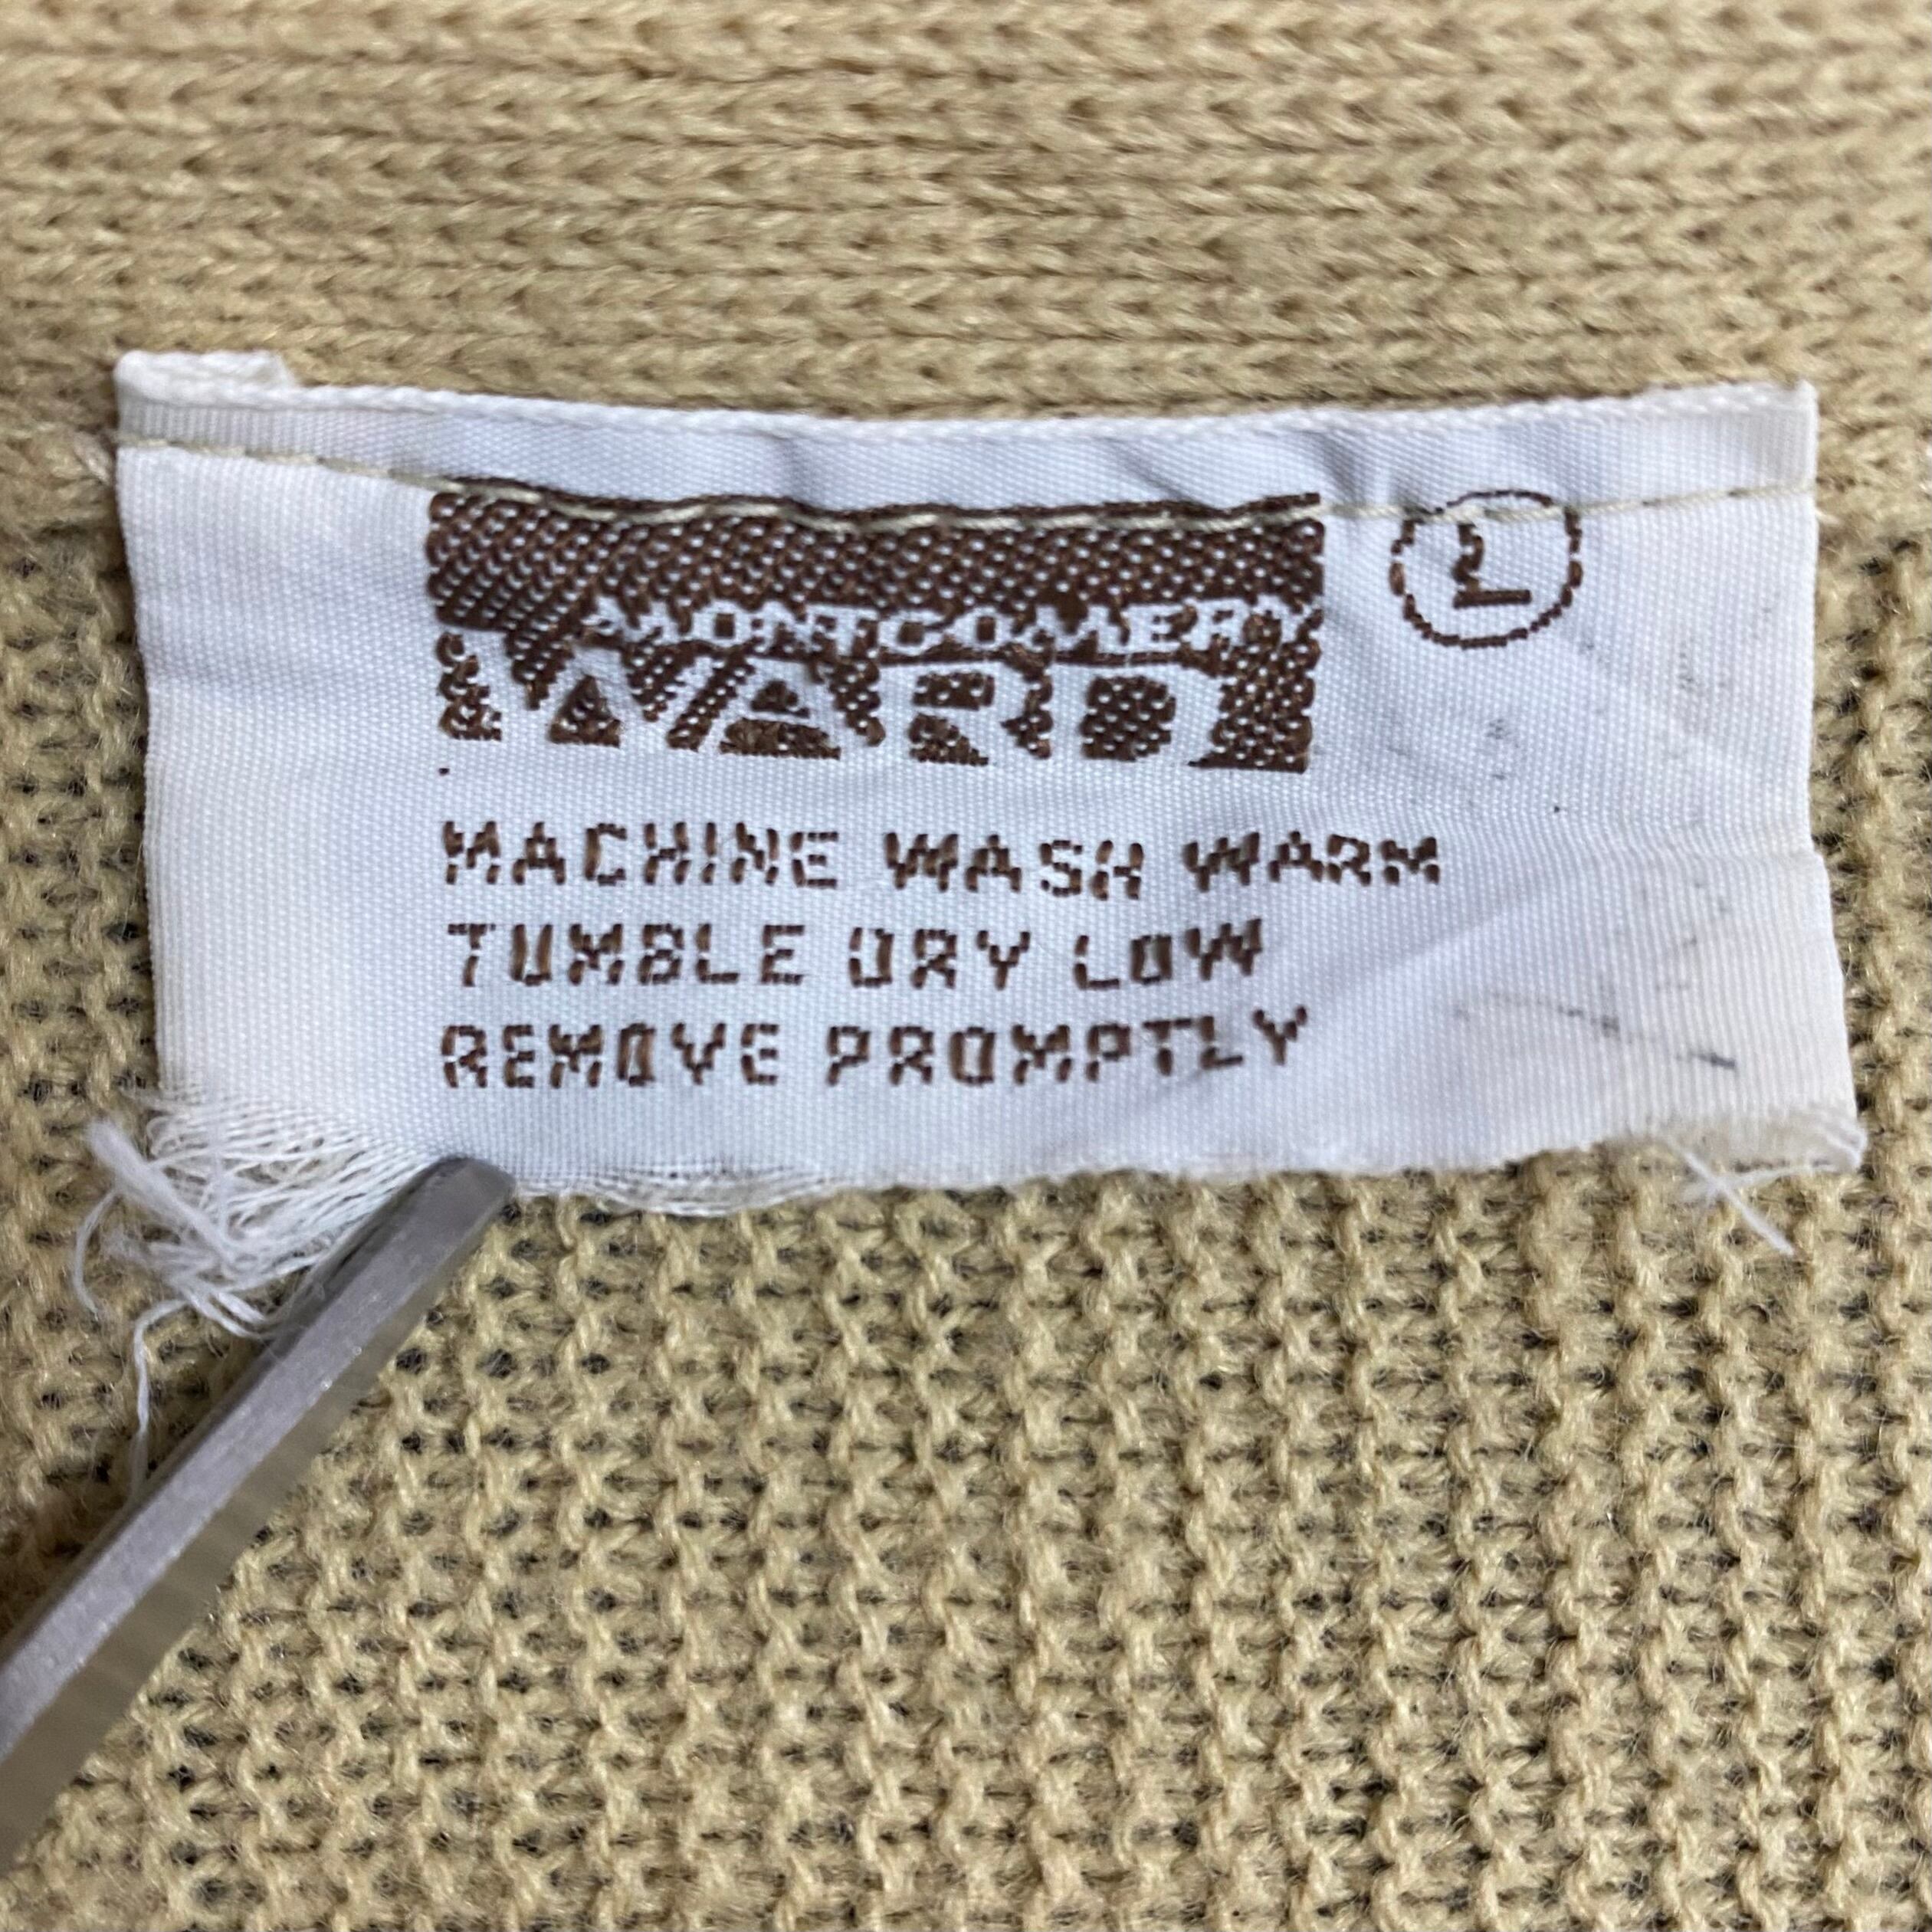 MONTGOMERY
WARD
L
MACHINE WASH WARM
TUMBLE DRY LOW
REMOVE PROMPTLY